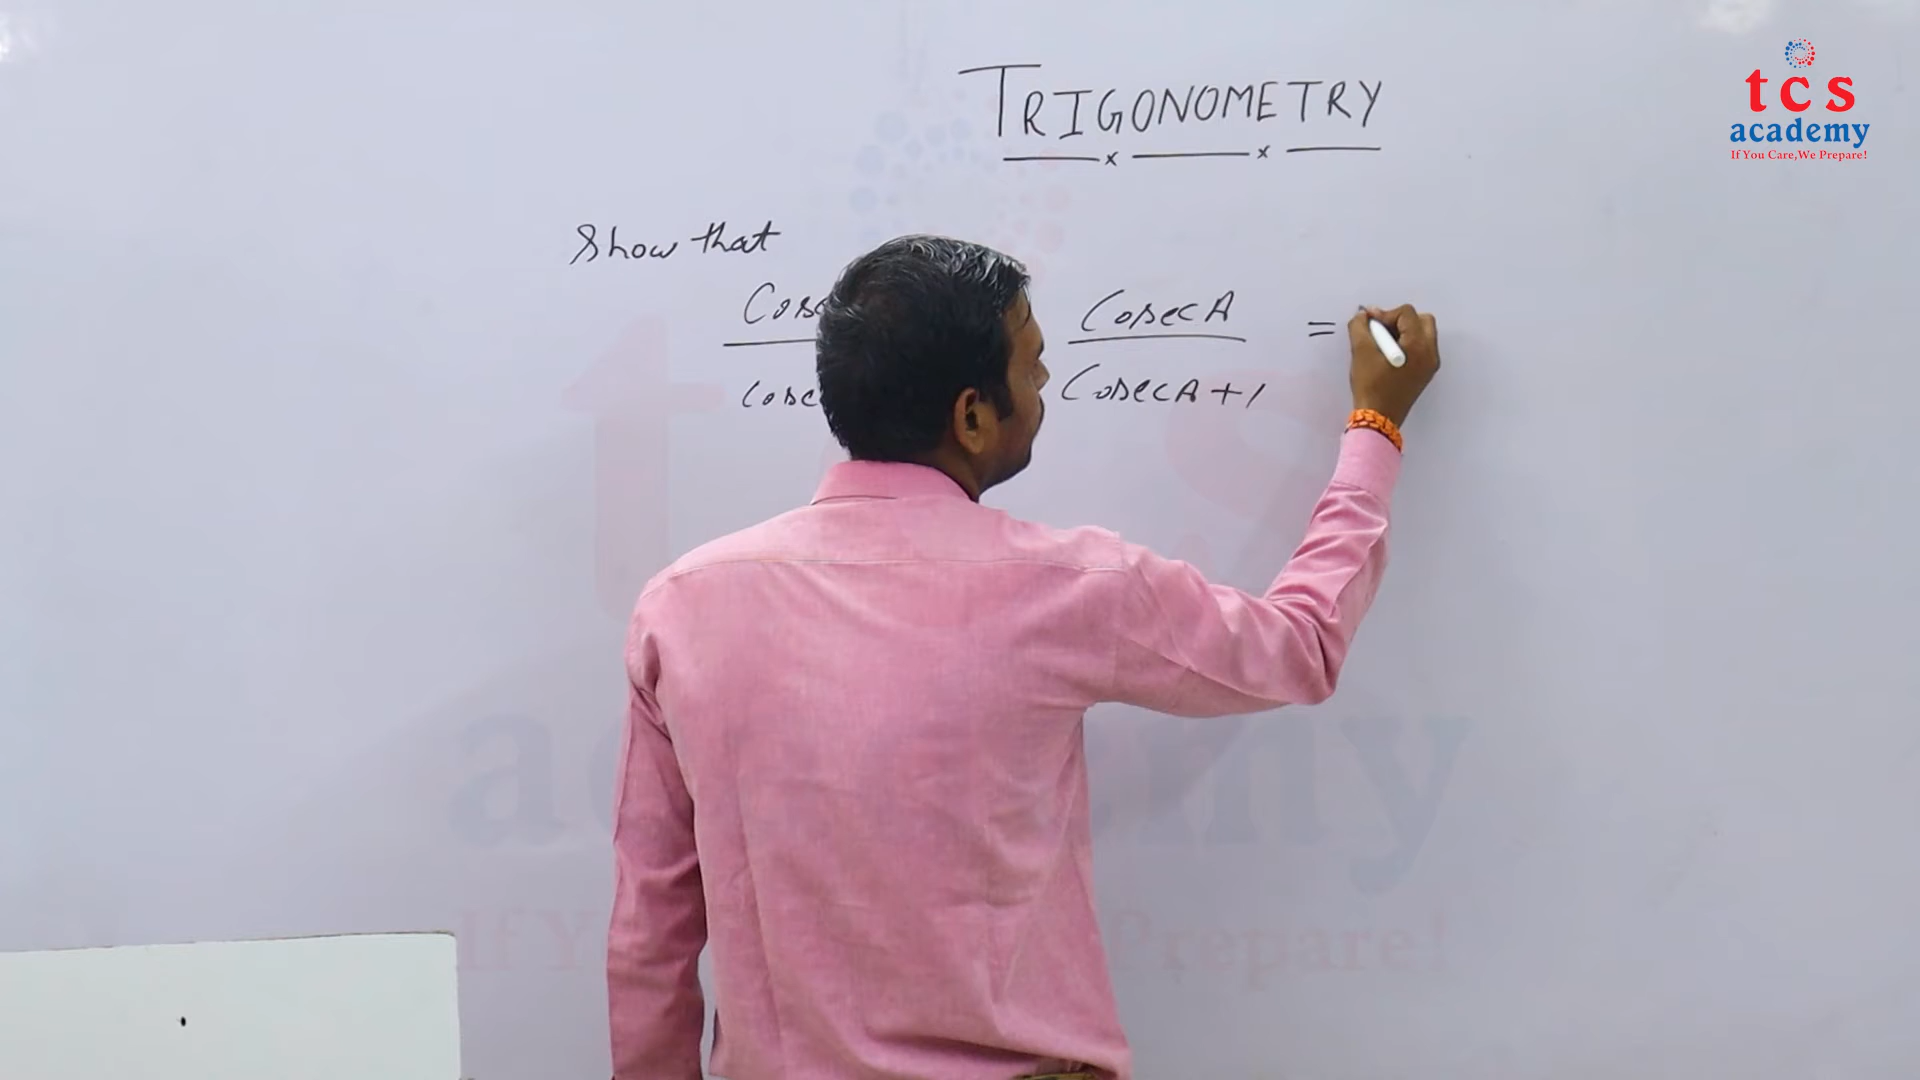 TRIGONOMETRY
tcs
academy
If You Care,We Prepare!
Show that
CosecA = 
CosecA+1